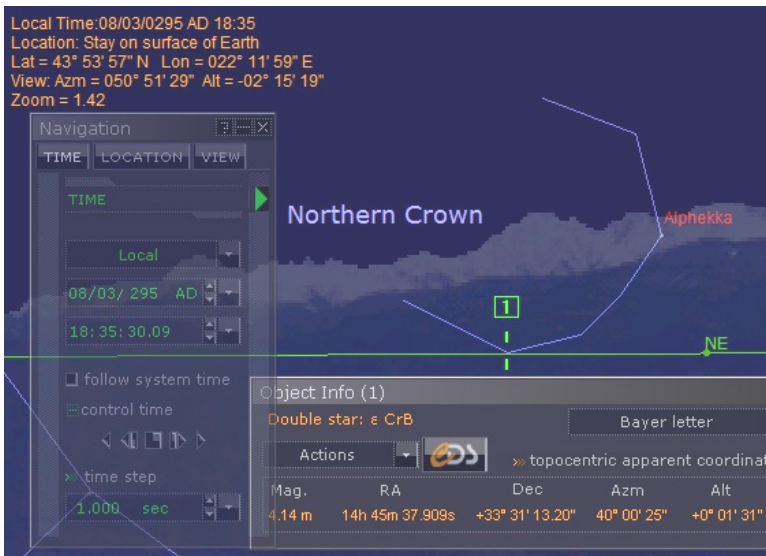 Local Time:08/03/0295 AD 18:35
Location: Stay on surface of Earth
Lat = 43° 53' 57" N Lon = 022° 11' 59" E
View: Azm = 050° 51' 29" Alt = -02° 15' 19"
Zoom = 1.42
Navigation
TIME LOCATION VIEW
TIME
Local
08/03/ 295 AD
18: 35: 30.09
follow system time
control time
time step
1.000 sec
Northern Crown
Alphekka
1
NE
Object Info (1)
Double star: ε CrB
Bayer letter
Actions
topocentric apparent coordinat
Mag. RA Dec Azm Alt
4.14 m 14h 45m 37.909s +33° 31' 13.20" 40° 00' 25" +0° 01' 31"